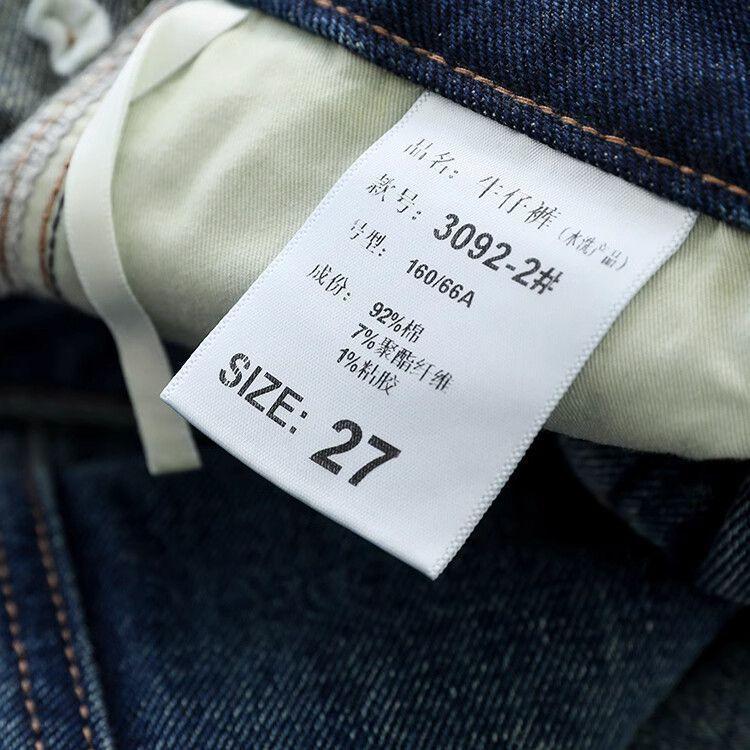 品名：牛仔裤（水洗产品）
款号：3092-2#
号型：160/66A
成份：92%棉
7%聚酯纤维
1%粘胶
SIZE: 27